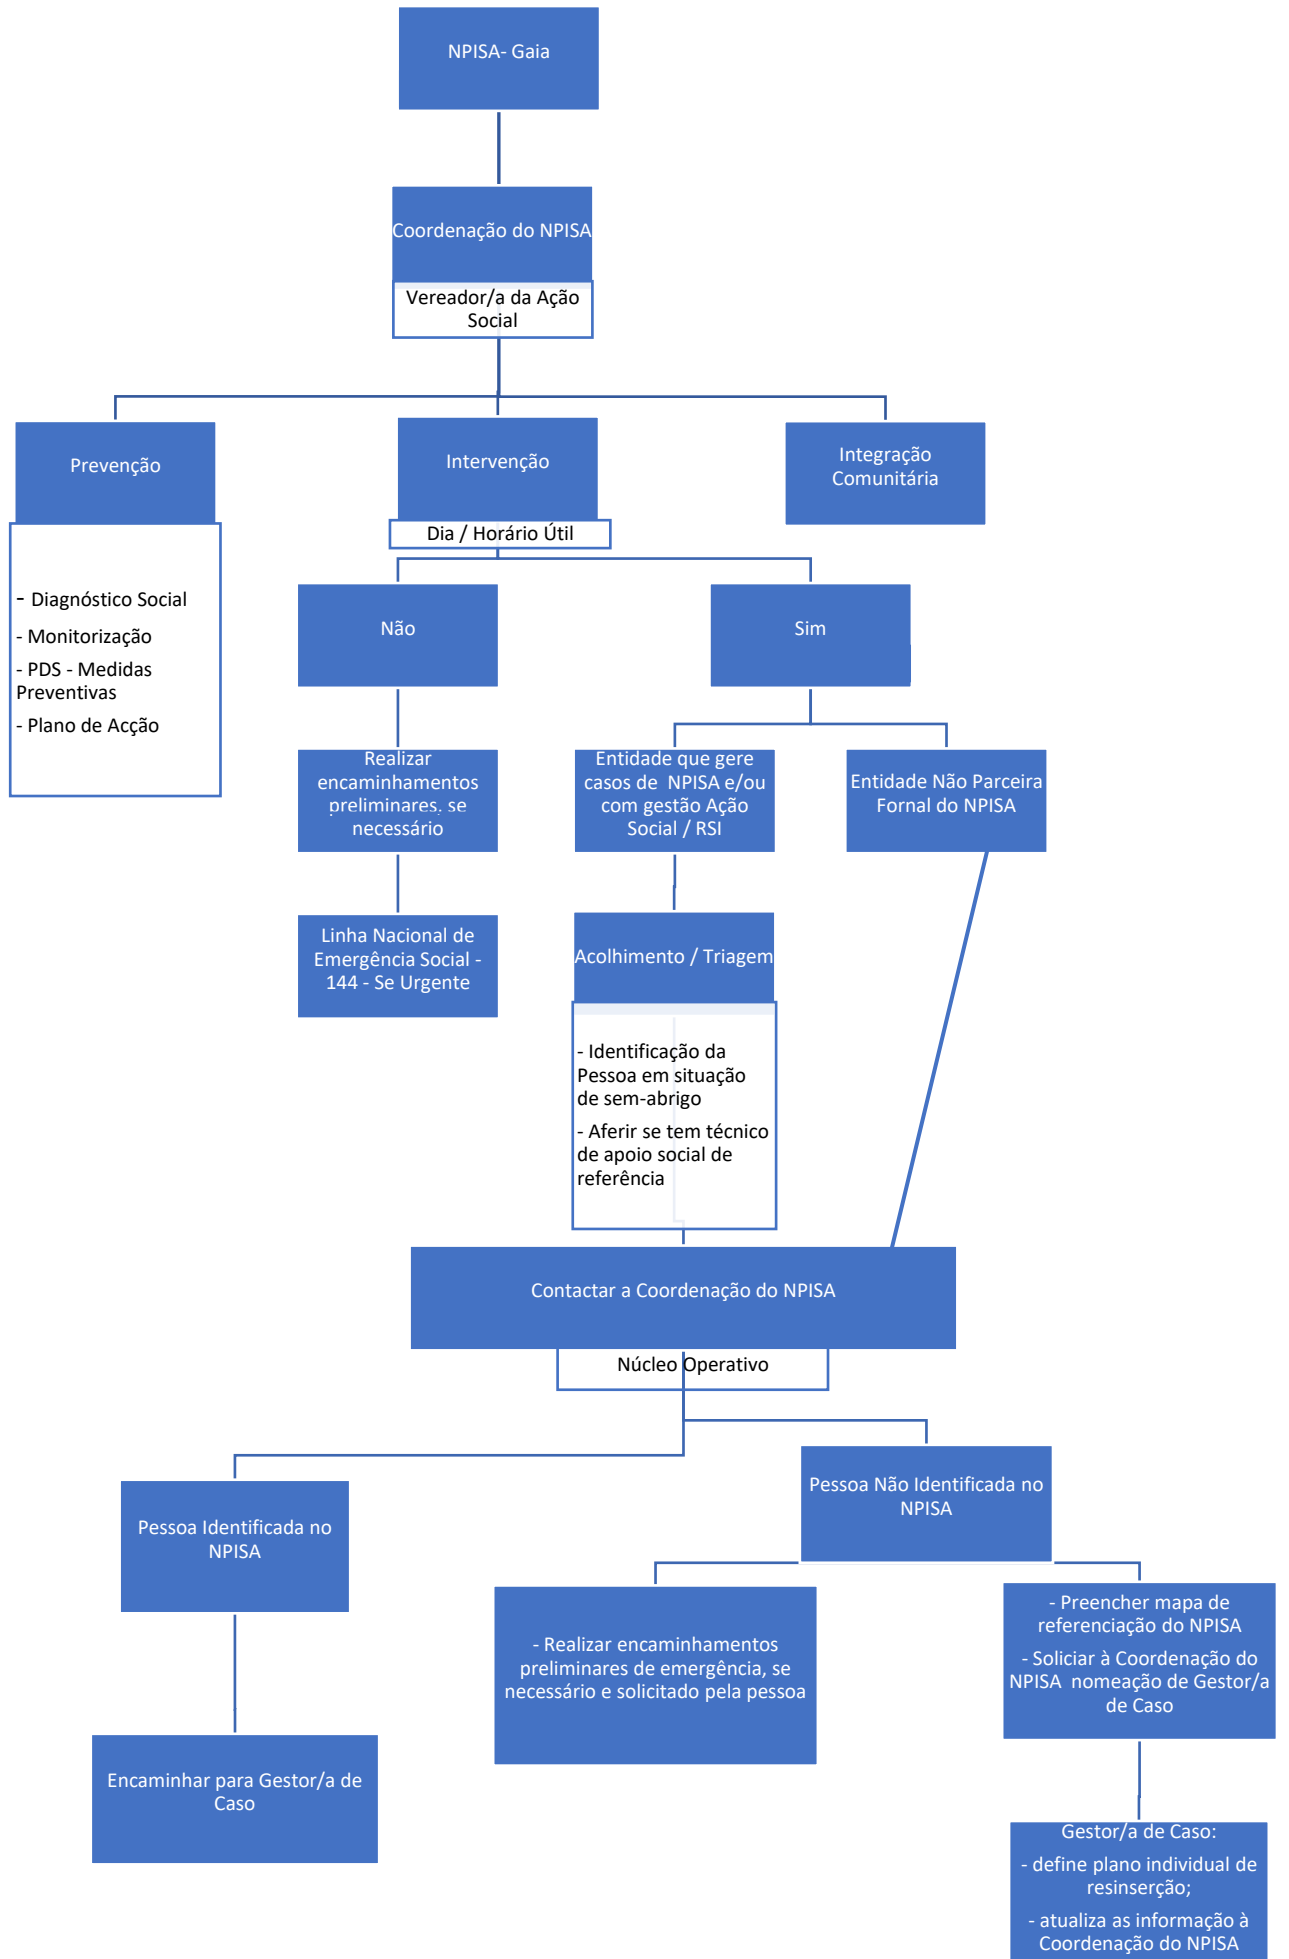 NPISA- Gaia
Coordenação do NPISA
Vereador/a da Ação
Social
Prevenção
- Diagnóstico Social
- Monitorização
- PDS - Medidas
Preventivas
- Plano de Acção
Intervenção
Dia / Horário Útil
Integração
Comunitária
Não
Sim
Realizar
encaminhamentos
preliminares, se
necessário
Linha Nacional de
Emergência Social -
144 - Se Urgente
Entidade que gere
casos de NPISA e/ou
com gestão Ação
Social / RSI
Entidade Não Parceira
Fornal do NPISA
Acolhimento / Triagem
- Identificação da
Pessoa em situação
de sem-abrigo
- Aferir se tem técnico
de apoio social de
referência
Contactar a Coordenação do NPISA
Núcleo Operativo
Pessoa Identificada no
NPISA
Encaminhar para Gestor/a de
Caso
Pessoa Não Identificada no
NPISA
- Realizar encaminhamentos
preliminares de emergência, se
necessário e solicitado pela pessoa
- Preencher mapa de
referenciação do NPISA
- Soliciar à Coordenação do
NPISA nomeação de Gestor/a
de Caso
Gestor/a de Caso:
- define plano individual de
resinserção;
- atualiza as informação à
Coordenação do NPISA